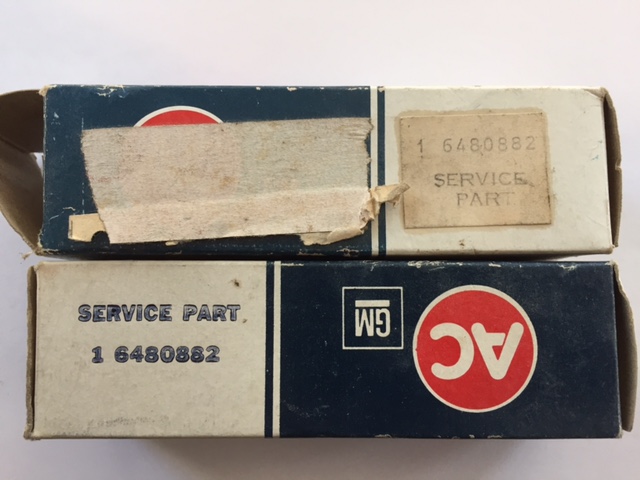 1 6480882
SERVICE
PART
SERVICE PART
1 6480882
GM
AC